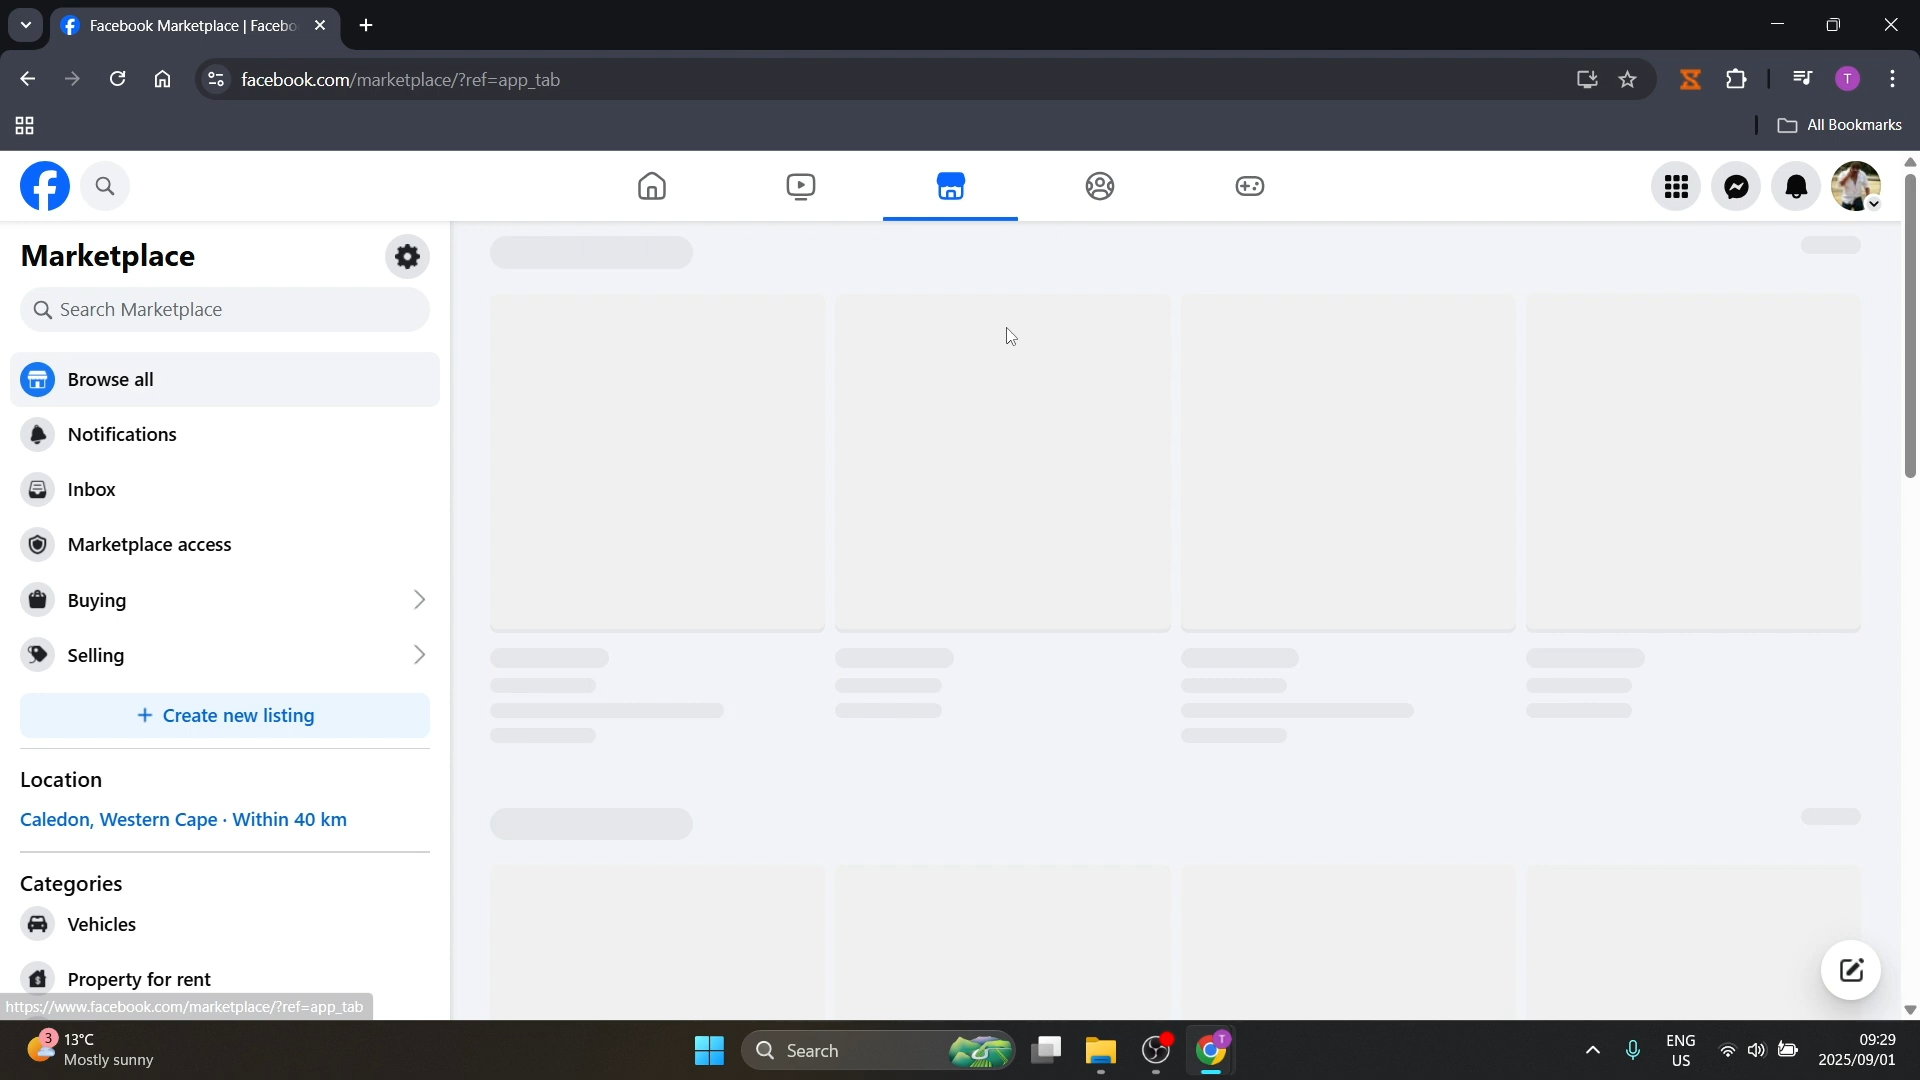 Facebook Marketplace | Facebo
facebook.com/marketplace/?ref=app_tab
T
All Bookmarks
Marketplace
Search Marketplace
Browse all
Notifications
Inbox
Marketplace access
Buying
Selling
+ Create new listing
Location
Caledon, Western Cape · Within 40 km
Categories
Vehicles
Property for rent
https://www.facebook.com/marketplace/?ref=app_tab
3
13°C
Mostly sunny
Search
T
ENG
US
09:29
2025/09/01